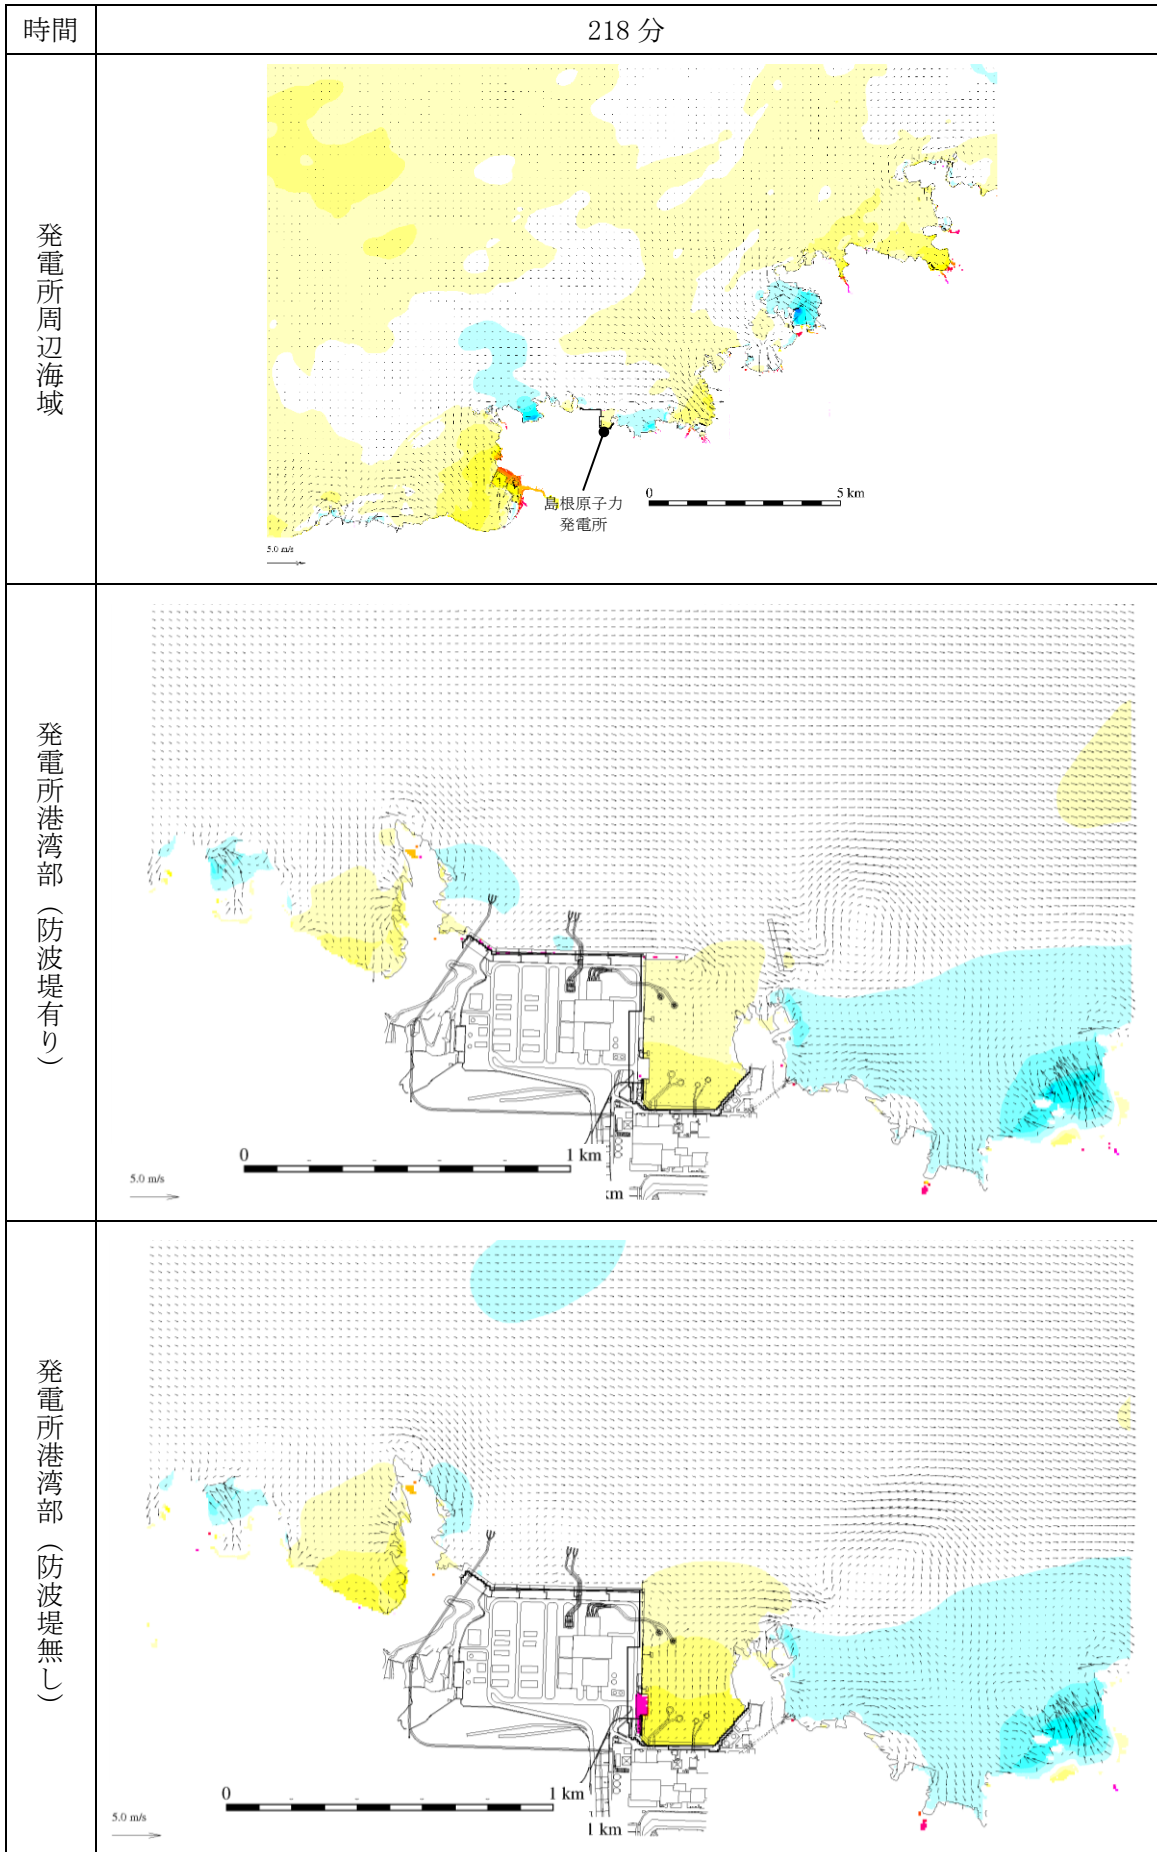 時間
218 分
発電所周辺海域
島根原子力
発電所
0
5 km
5.0 m/s
発電所港湾部（防波堤有り）
0
1 km
5.0 m/s
km
発電所港湾部（防波堤無し）
0
1 km
5.0 m/s
1 km